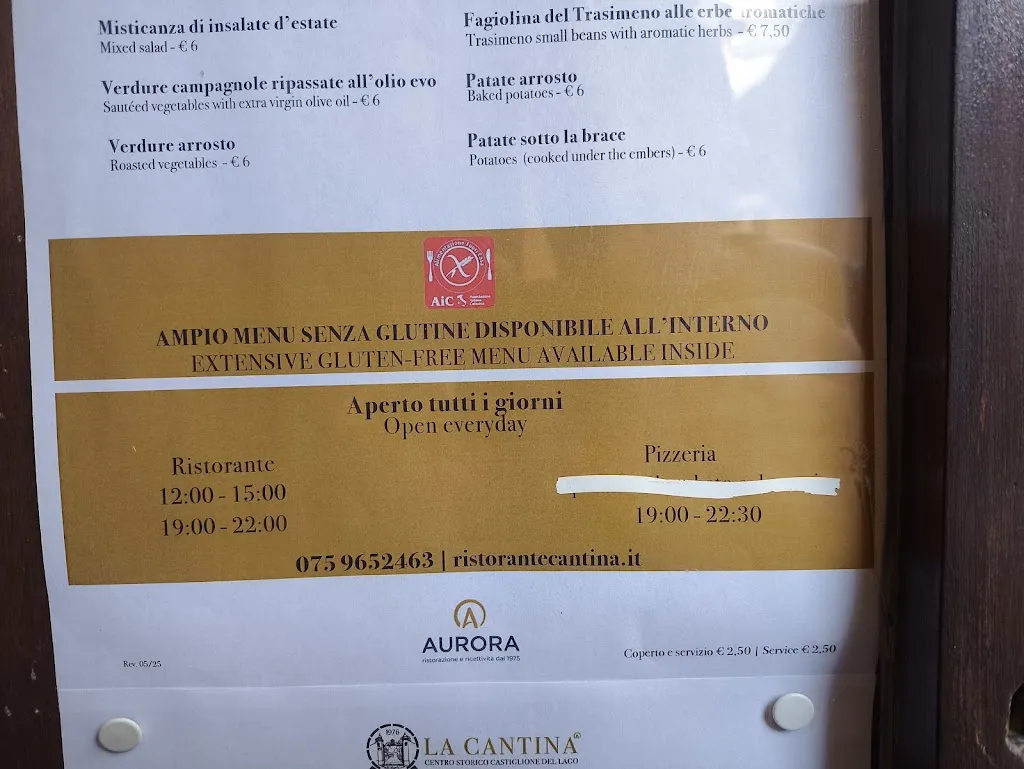 Misticanza di insalate d'estate
Mixed salad - € 6
Verdure campagnole ripassate all'olio evo
Sautéed vegetables with extra virgin olive oil - € 6
Verdure arrosto
Roasted vegetables - € 6
Fagiolina del Trasimeno alle erbe aromatiche
Trasimeno small beans with aromatic herbs - € 7,50
Patate arrosto
Baked potatoes - € 6
Patate sotto la brace
Potatoes (cooked under the embers) - € 6
AiC
AMPIO MENU SENZA GLUTINE DISPONIBILE ALL'INTERNO
EXTENSIVE GLUTEN-FREE MENU AVAILABLE INSIDE
Aperto tutti i giorni
Open everyday
Ristorante
12:00 - 15:00
19:00 - 22:00
Pizzeria
19:00 - 22:30
075 9652463 | ristorantecantina.it
AURORA
ristorazione e ricettività dal 1975
Rev. 05/25
Coperto e servizio € 2,50 | Service € 2,50
1976
LA CANTINA®
CENTRO STORICO CASTIGLIONE DEL LAGO